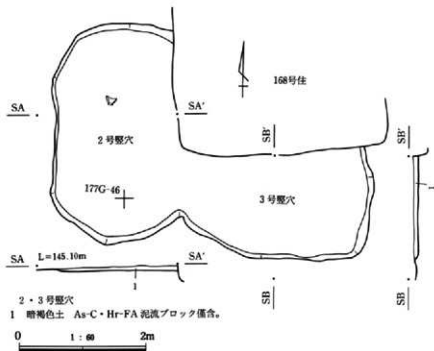 168号住
SA
SA'
SB'
SB'
2号竪穴
177G-46
3号竪穴
1
SA
L=145.10m
SA'
1
SB
SB
2・3号竪穴
1 暗褐色土 As-C・Hr-FA 泥流ブロック僅含。
0 1:60 2m